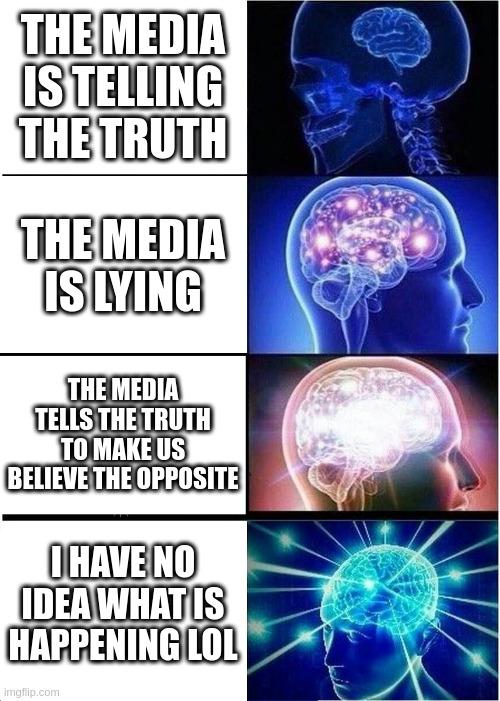 THE MEDIA
IS TELLING
THE TRUTH
THE MEDIA
IS LYING
THE MEDIA
TELLS THE TRUTH
TO MAKE US
BELIEVE THE OPPOSITE
I HAVE NO
IDEA WHAT IS
HAPPENING LOL
imgflip.com